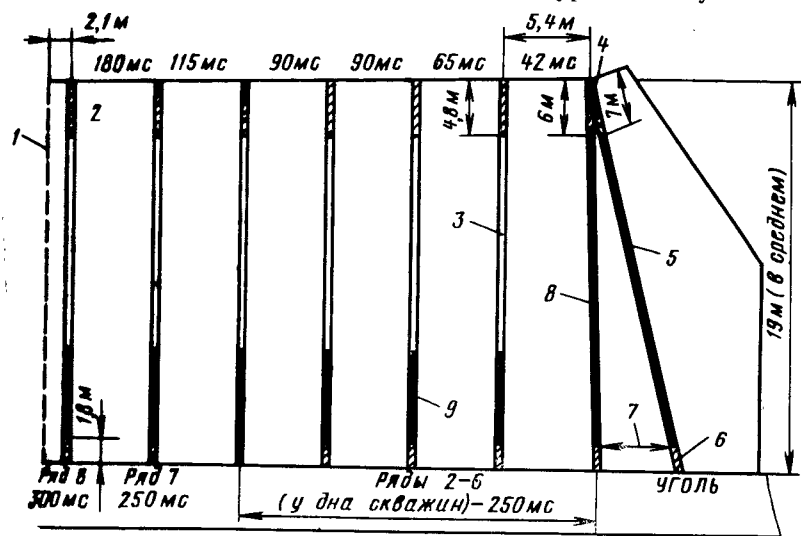 2,1м
5,4м
180мс 115мс 90мс 90мс 65мс 42мс
4
1
2
4,8м
6м
7м
3
5
8
19м (в среднем)
1,8м
9
7
6
Ряд 8
300мс
Ряд 7
250мс
Ряды 2-6
(у дна скважин)-250мс
УГОЛЬ